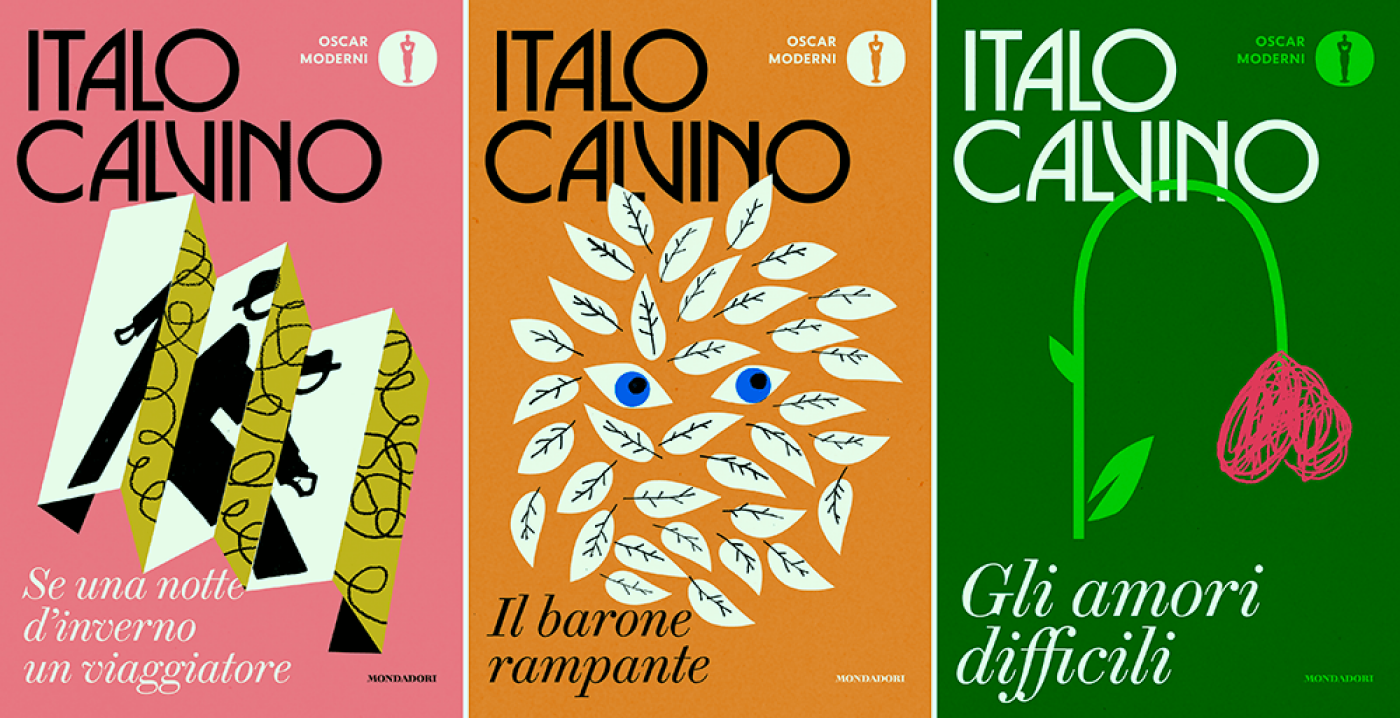 ITALO
CALVINO
OSCAR
MODERNI
Se una notte
d'inverno
un viaggiatore
MONDADORI
ITALO
CALVINO
OSCAR
MODERNI
Il barone
rampante
MONDADORI
ITALO
CALVINO
OSCAR
MODERNI
Gli amori
difficili
MONDADORI